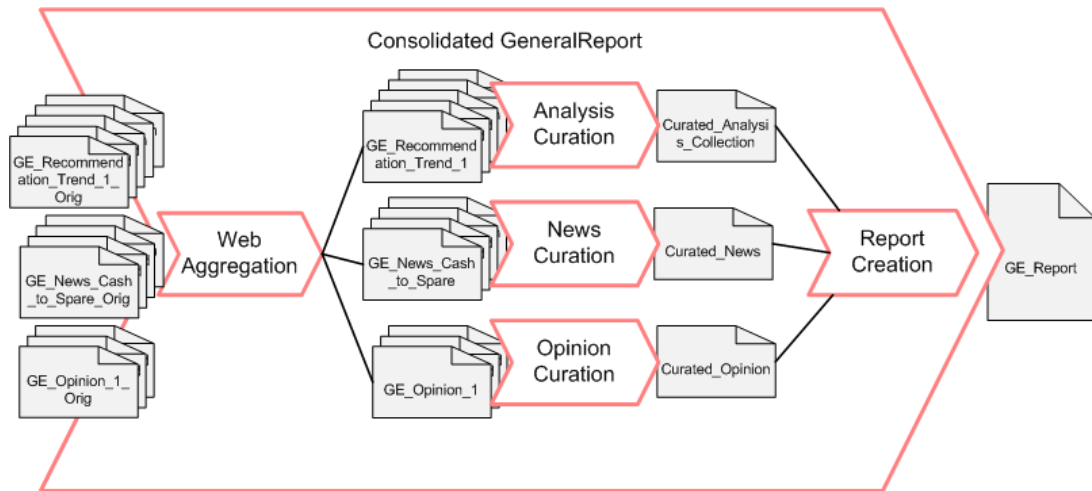 Consolidated GeneralReport
GE_Recommend
ation_Trend_1_
Orig
GE_News_Cash
_to_Spare_Orig
GE_Opinion_1_
Orig
Web
Aggregation
GE_Recommend
ation_Trend_1
GE_News_Cash
_to_Spare
GE_Opinion_1
Analysis
Curation
News
Curation
Opinion
Curation
Curated_Analysi
s_Collection
Curated_News
Curated_Opinion
Report
Creation
GE_Report